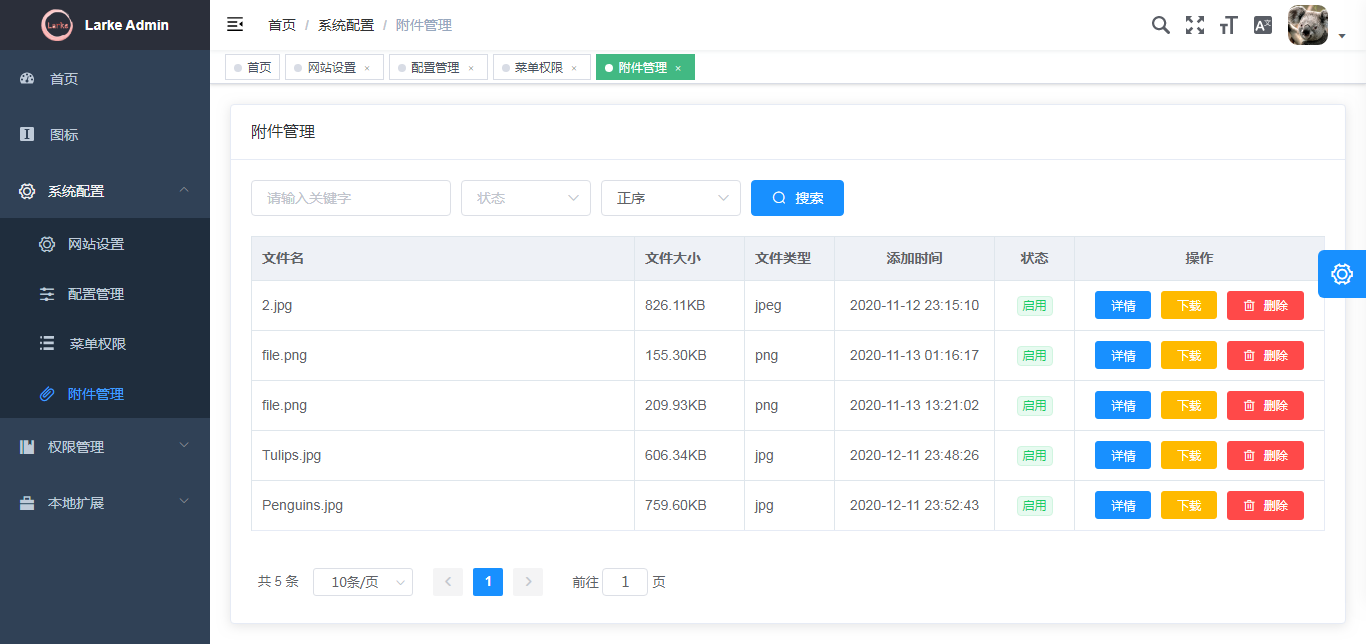 Larke
Larke Admin
首页 / 系统配置 / 附件管理
首页
网站设置 ×
配置管理 ×
菜单权限 ×
附件管理 ×
首页
图标
系统配置
网站设置
配置管理
菜单权限
附件管理
权限管理
本地扩展
附件管理
请输入关键字 状态 正序 搜索
文件名 文件大小 文件类型 添加时间 状态 操作
2.jpg 826.11KB jpeg 2020-11-12 23:15:10 启用 详情 下载 删除
file.png 155.30KB png 2020-11-13 01:16:17 启用 详情 下载 删除
file.png 209.93KB png 2020-11-13 13:21:02 启用 详情 下载 删除
Tulips.jpg 606.34KB jpg 2020-12-11 23:48:26 启用 详情 下载 删除
Penguins.jpg 759.60KB jpg 2020-12-11 23:52:43 启用 详情 下载 删除
共 5 条 10条/页 1 前往 1 页